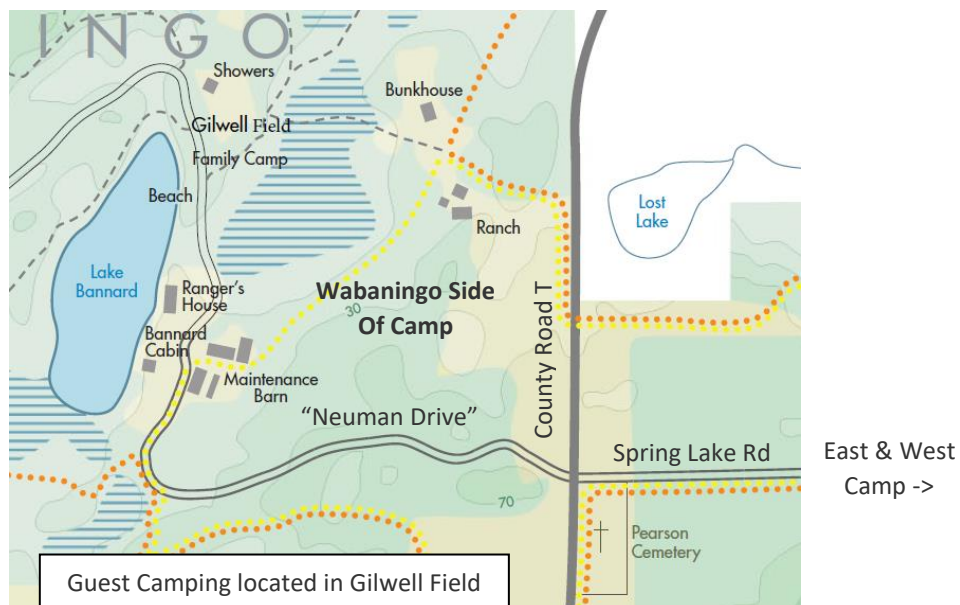 INGO
Showers
Bunkhouse
Gilwell Field
Family Camp
Beach
Lost
Lake
Ranch
Lake
Bannard
Ranger's
House
Wabaningo Side
Of Camp
30
County Road T
Bannard
Cabin
Maintenance
Barn
"Neuman Drive"
Spring Lake Rd
East & West
Camp ->
70
Pearson
Cemetery
Guest Camping located in Gilwell Field